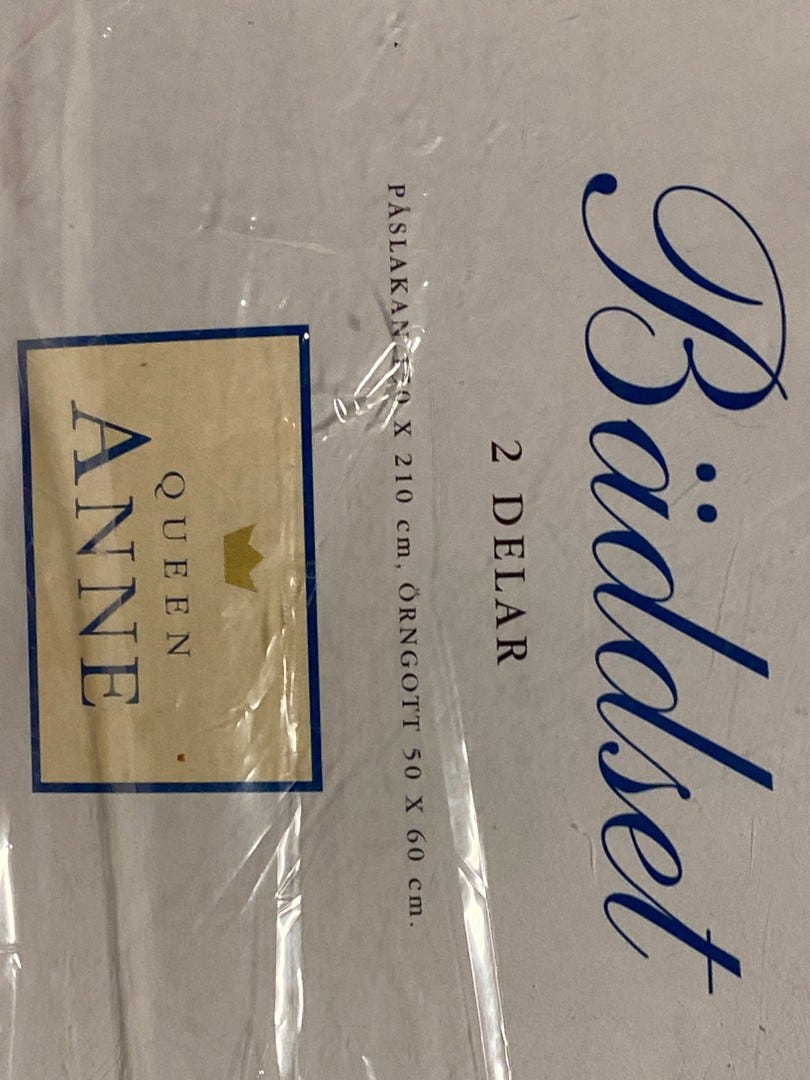 Bäddset
2 DELAR
PÅSLAKAN X 210 cm, ÖRNGOTT 50 X 60 cm.
QUEEN
ANNE